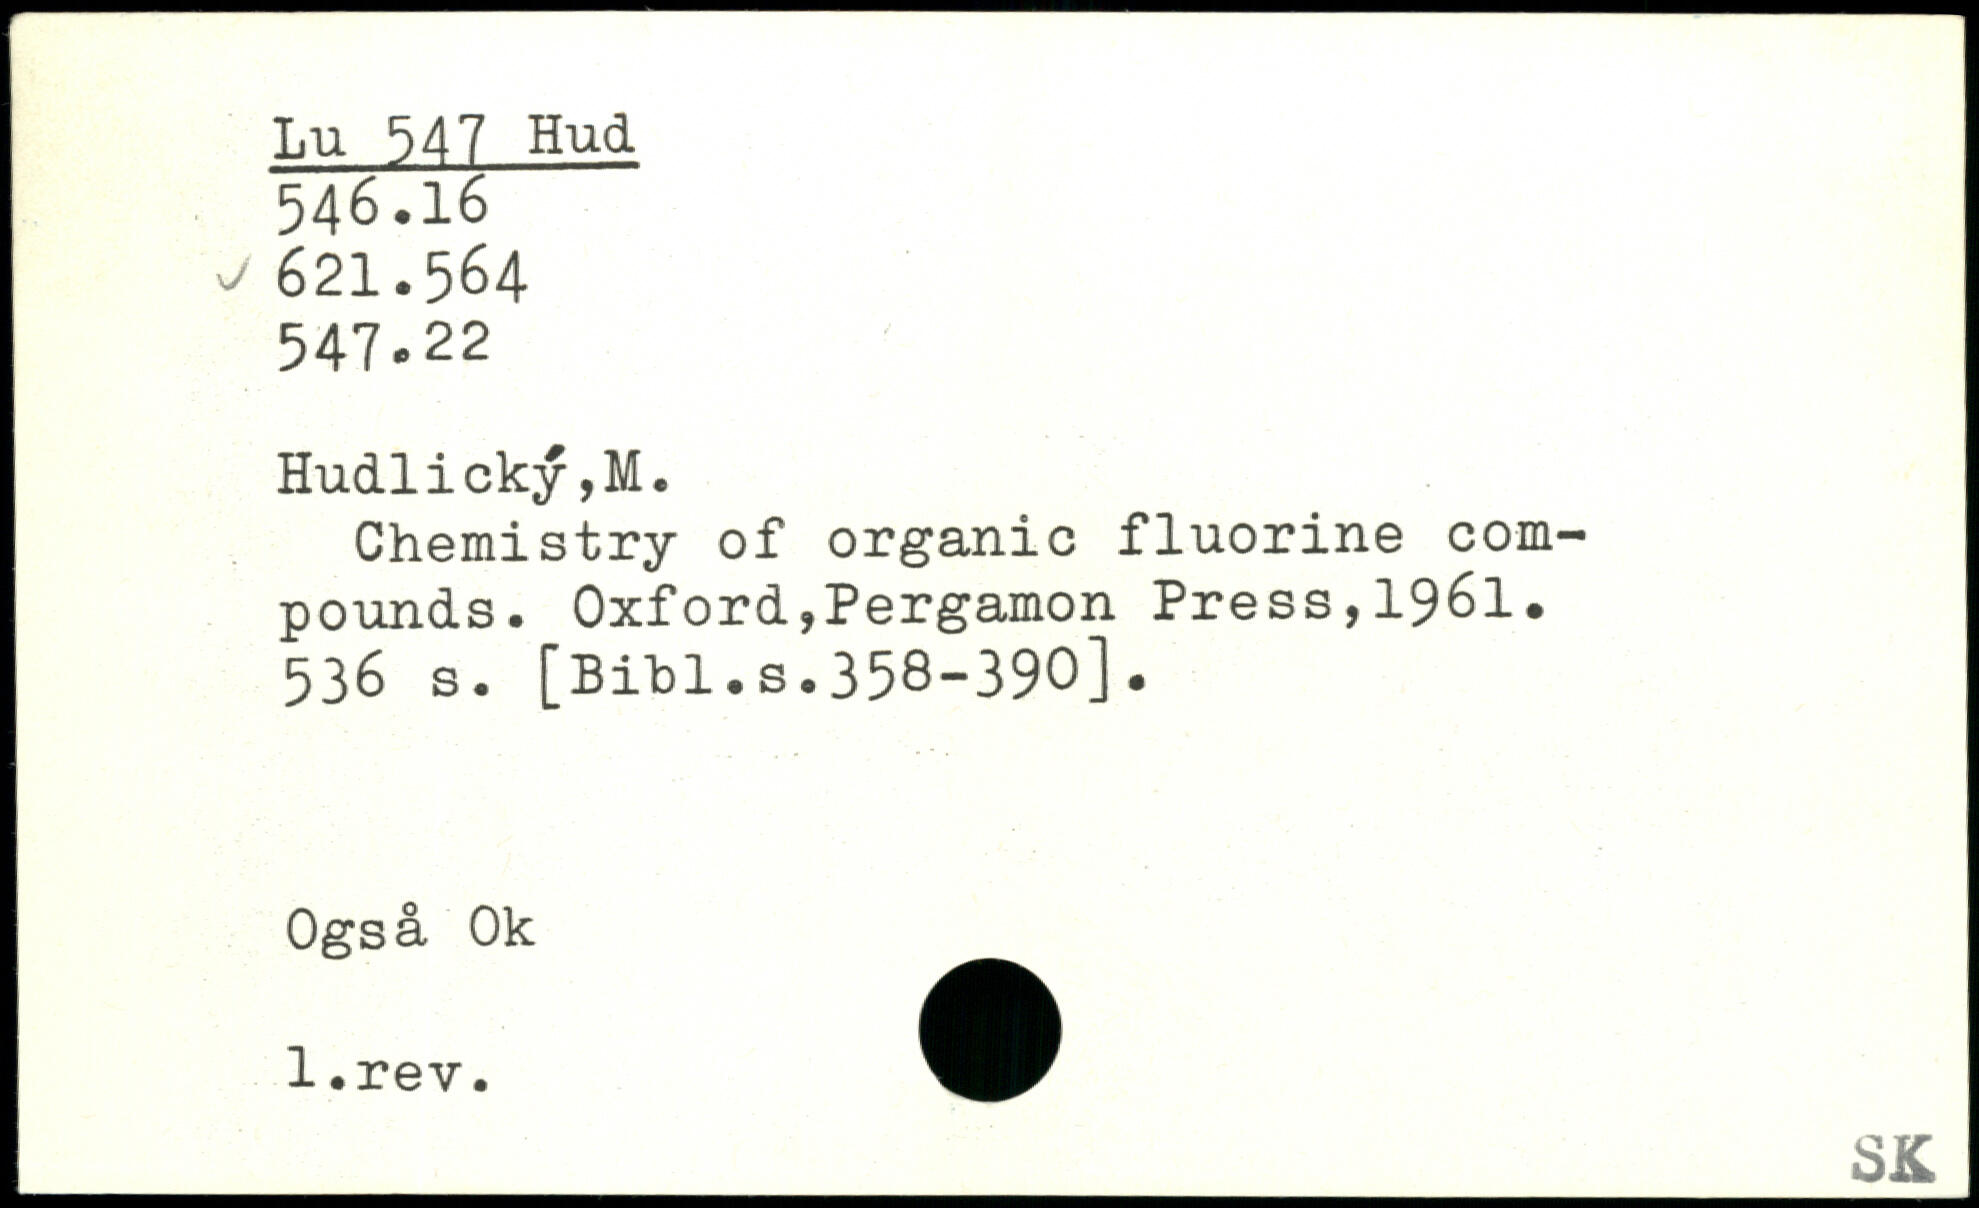 Lu 547 Hud
546.16
✓ 621.564
547.22
Hudlický,M.
Chemistry of organic fluorine com-
pounds. Oxford,Pergamon Press,1961.
536 s. [Bibl.s.358-390].
Også Ok
1.rev.
SK